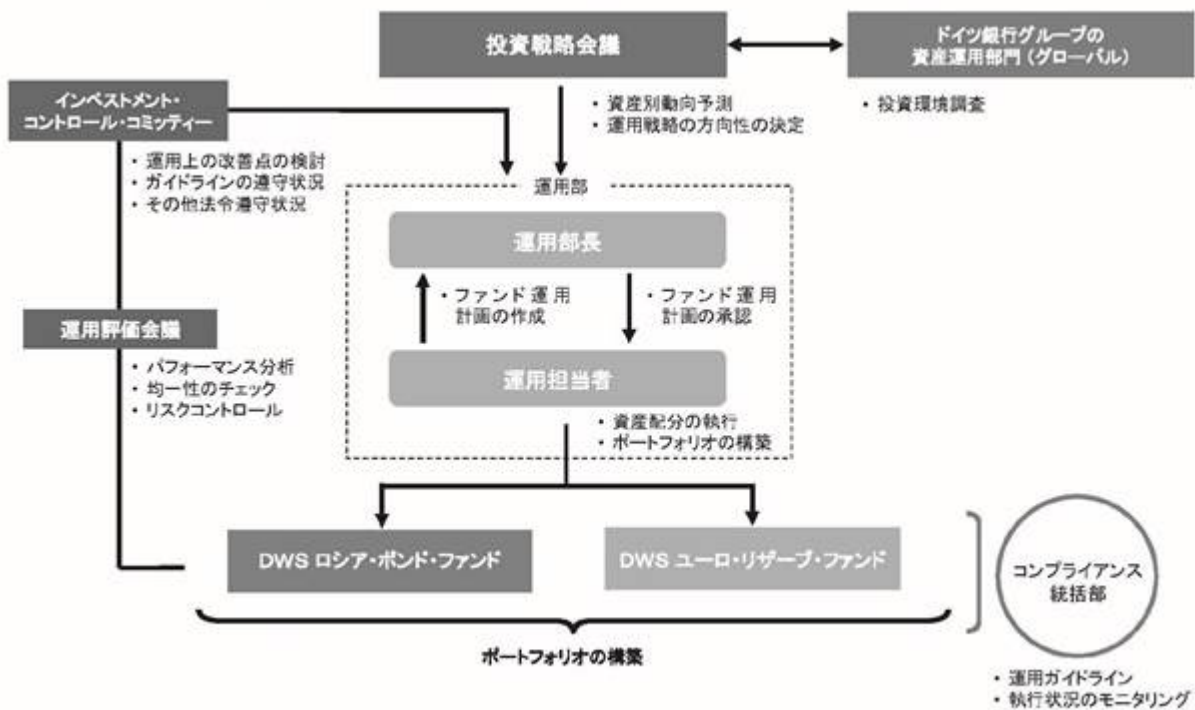 投資戦略会議
ドイツ銀行グループの
資産運用部門(グローバル)
・資産別動向予測
・運用戦略の方向性の決定
・投資環境調査
インベストメント・
コントロール・コミッティー
・運用上の改善点の検討
・ガイドラインの遵守状況
・その他法令遵守状況
運用部
運用部長
・ファンド運用
計画の作成
・ファンド運用
計画の承認
運用評価会議
・パフォーマンス分析
・均一性のチェック
・リスクコントロール
運用担当者
・資産配分の執行
・ポートフォリオの構築
DWS ロシア・ボンド・ファンド
DWS ユーロ・リザーブ・ファンド
コンプライアンス
統括部
ポートフォリオの構築
・運用ガイドライン
・執行状況のモニタリング